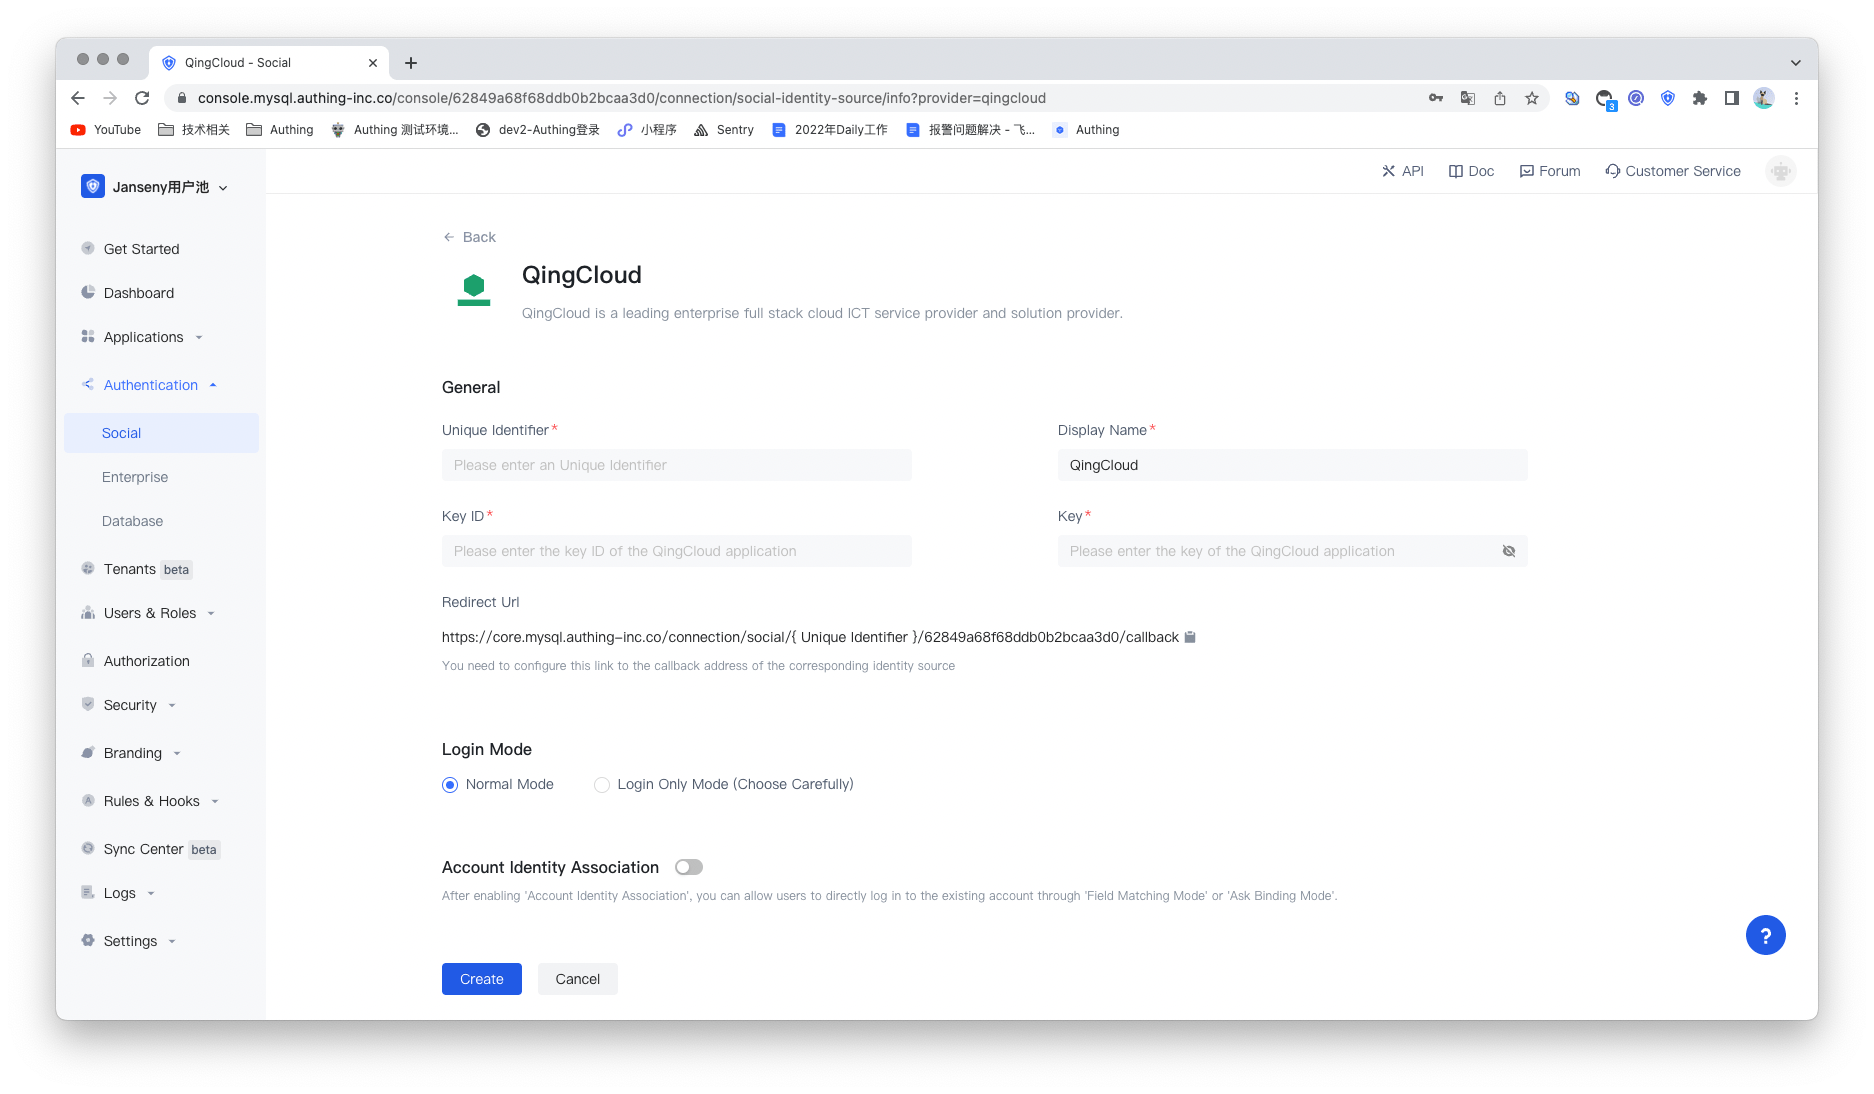 QingCloud - Social
console.mysql.authing-inc.co/console/62849a68f68ddb0b2bcaa3d0/connection/social-identity-source/info?provider=qingcloud
3
YouTube 技术相关 Authing Authing 测试环境... dev2-Authing登录 小程序 Sentry 2022年Daily工作 报警问题解决 - 飞... Authing
Janseny用户池
API Doc Forum Customer Service
Get Started
Dashboard
Applications
Authentication
Social
Enterprise
Database
Tenants beta
Users & Roles
Authorization
Security
Branding
Rules & Hooks
Sync Center beta
Logs
Settings
Back
QingCloud
QingCloud is a leading enterprise full stack cloud ICT service provider and solution provider.
General
Unique Identifier*
Please enter an Unique Identifier
Display Name*
QingCloud
Key ID*
Please enter the key ID of the QingCloud application
Key*
Please enter the key of the QingCloud application
Redirect Url
https://core.mysql.authing-inc.co/connection/social/{ Unique Identifier }/62849a68f68ddb0b2bcaa3d0/callback
You need to configure this link to the callback address of the corresponding identity source
Login Mode
Normal Mode Login Only Mode (Choose Carefully)
Account Identity Association
After enabling 'Account Identity Association', you can allow users to directly log in to the existing account through 'Field Matching Mode' or 'Ask Binding Mode'.
Create Cancel
?